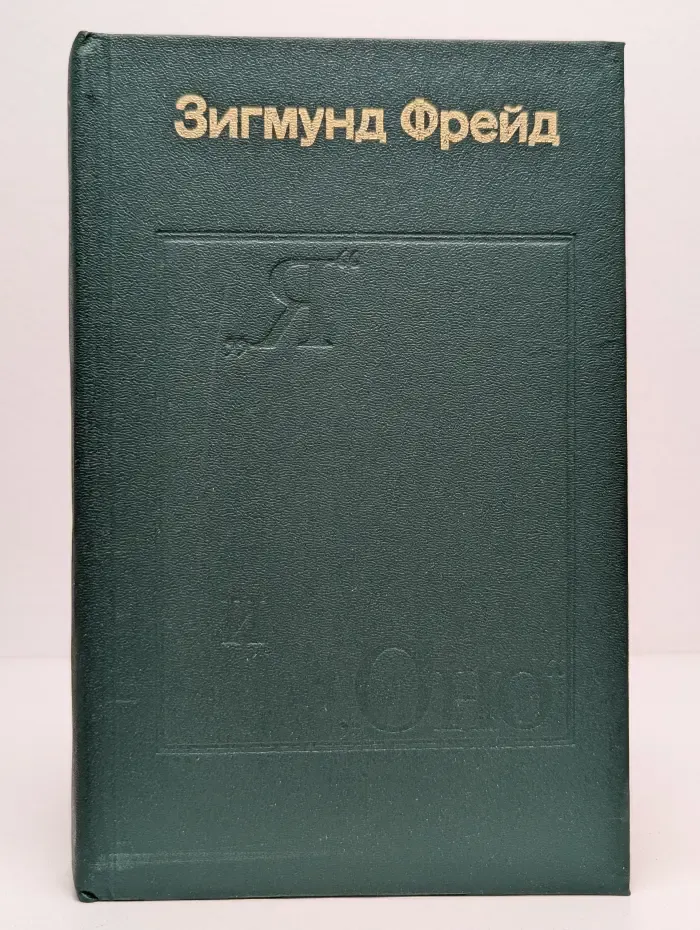 Зигмунд Фрейд
„Я“
и
„Оно“